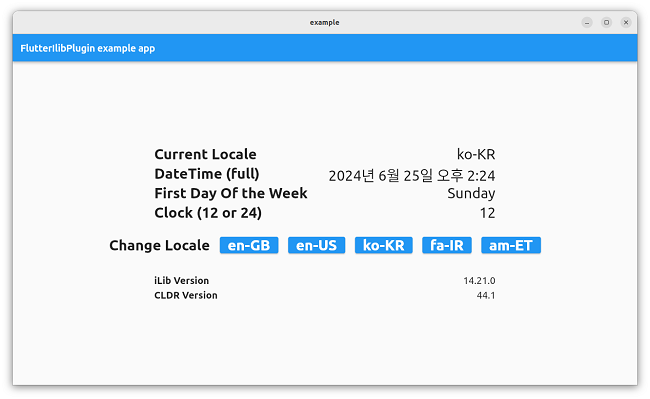 example
FlutterIlibPlugin example app
Current Locale ko-KR
DateTime (full) 2024년 6월 25일 오후 2:24
First Day Of the Week Sunday
Clock (12 or 24) 12
Change Locale en-GB en-US ko-KR fa-IR am-ET
iLib Version 14.21.0
CLDR Version 44.1